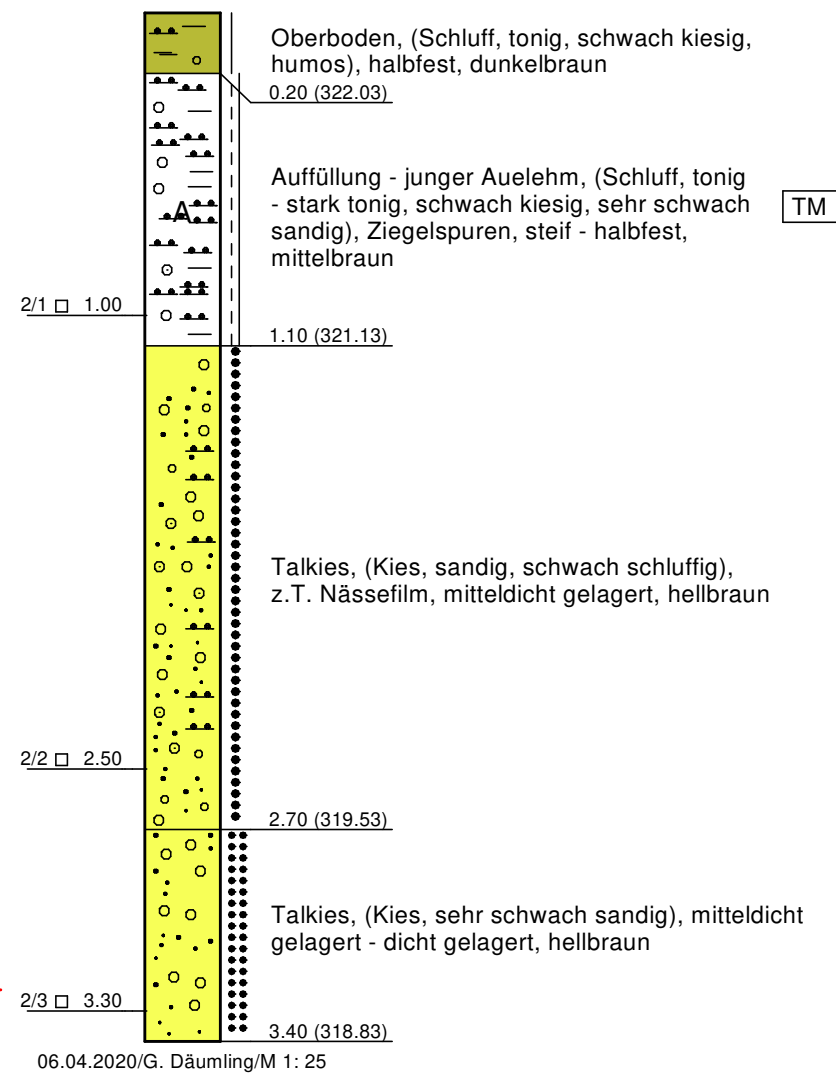 Oberboden, (Schluff, tonig, schwach kiesig,
humos), halbfest, dunkelbraun
0.20 (322.03)
Auffüllung - junger Auelehm, (Schluff, tonig
- stark tonig, schwach kiesig, sehr schwach
sandig), Ziegelspuren, steif - halbfest,
mittelbraun
TM
A
2/1 1.00
1.10 (321.13)
Talkies, (Kies, sandig, schwach schluffig),
z.T. Nässefilm, mitteldicht gelagert, hellbraun
2/2 2.50
2.70 (319.53)
Talkies, (Kies, sehr schwach sandig), mitteldicht
gelagert - dicht gelagert, hellbraun
2/3 3.30
3.40 (318.83)
06.04.2020/G. Däumling/M 1: 25